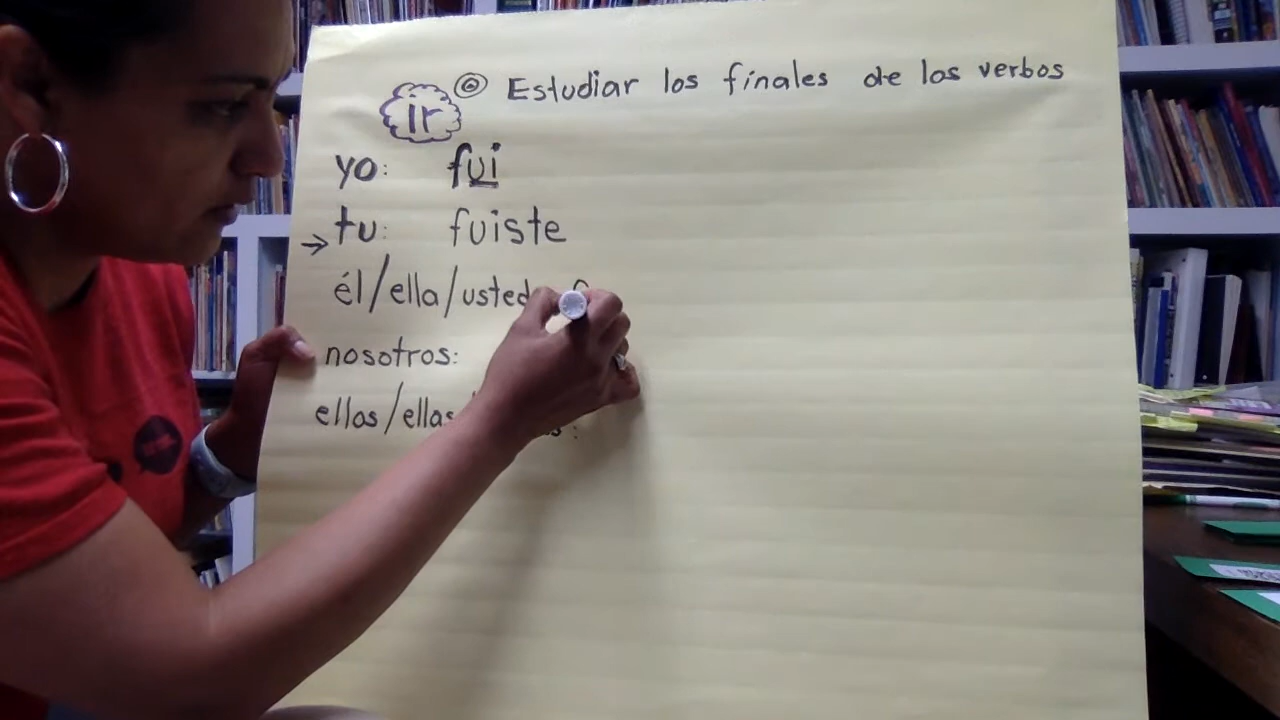 ◎ Estudiar los finales de los verbos
ir
yo: fui
→ tu: fuiste
él/ella/usted
nosotros:
ellos/ellas